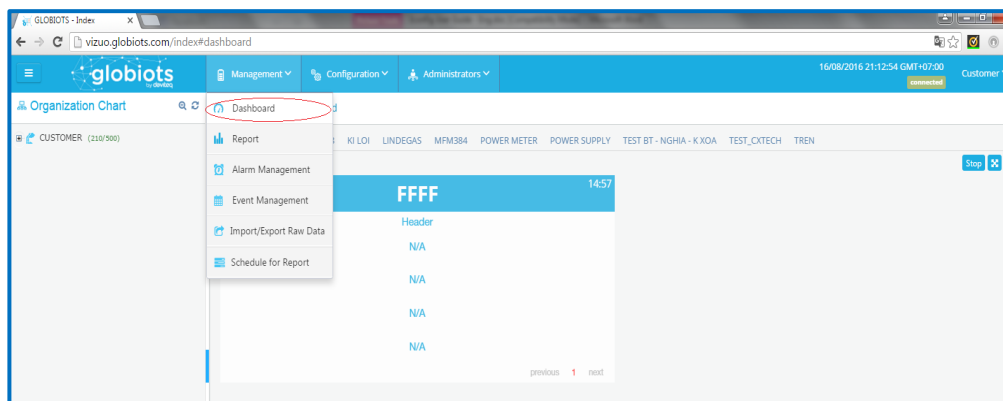 GLOBIOTS - Index
vizuo.globiots.com/index#dashboard
globiots
by deviteq
Management
Configuration
Administrators
16/08/2016 21:12:54 GMT+07:00
connected
Customer
Organization Chart
CUSTOMER (210/500)
Dashboard
Report
Alarm Management
Event Management
Import/Export Raw Data
Schedule for Report
KI LOI LINDEGAS MFM384 POWER METER POWER SUPPLY TEST BT - NGHIA - K XOA TEST_CXTECH TREN
Stop
FFFF
14:57
Header
N/A
N/A
N/A
N/A
previous 1 next